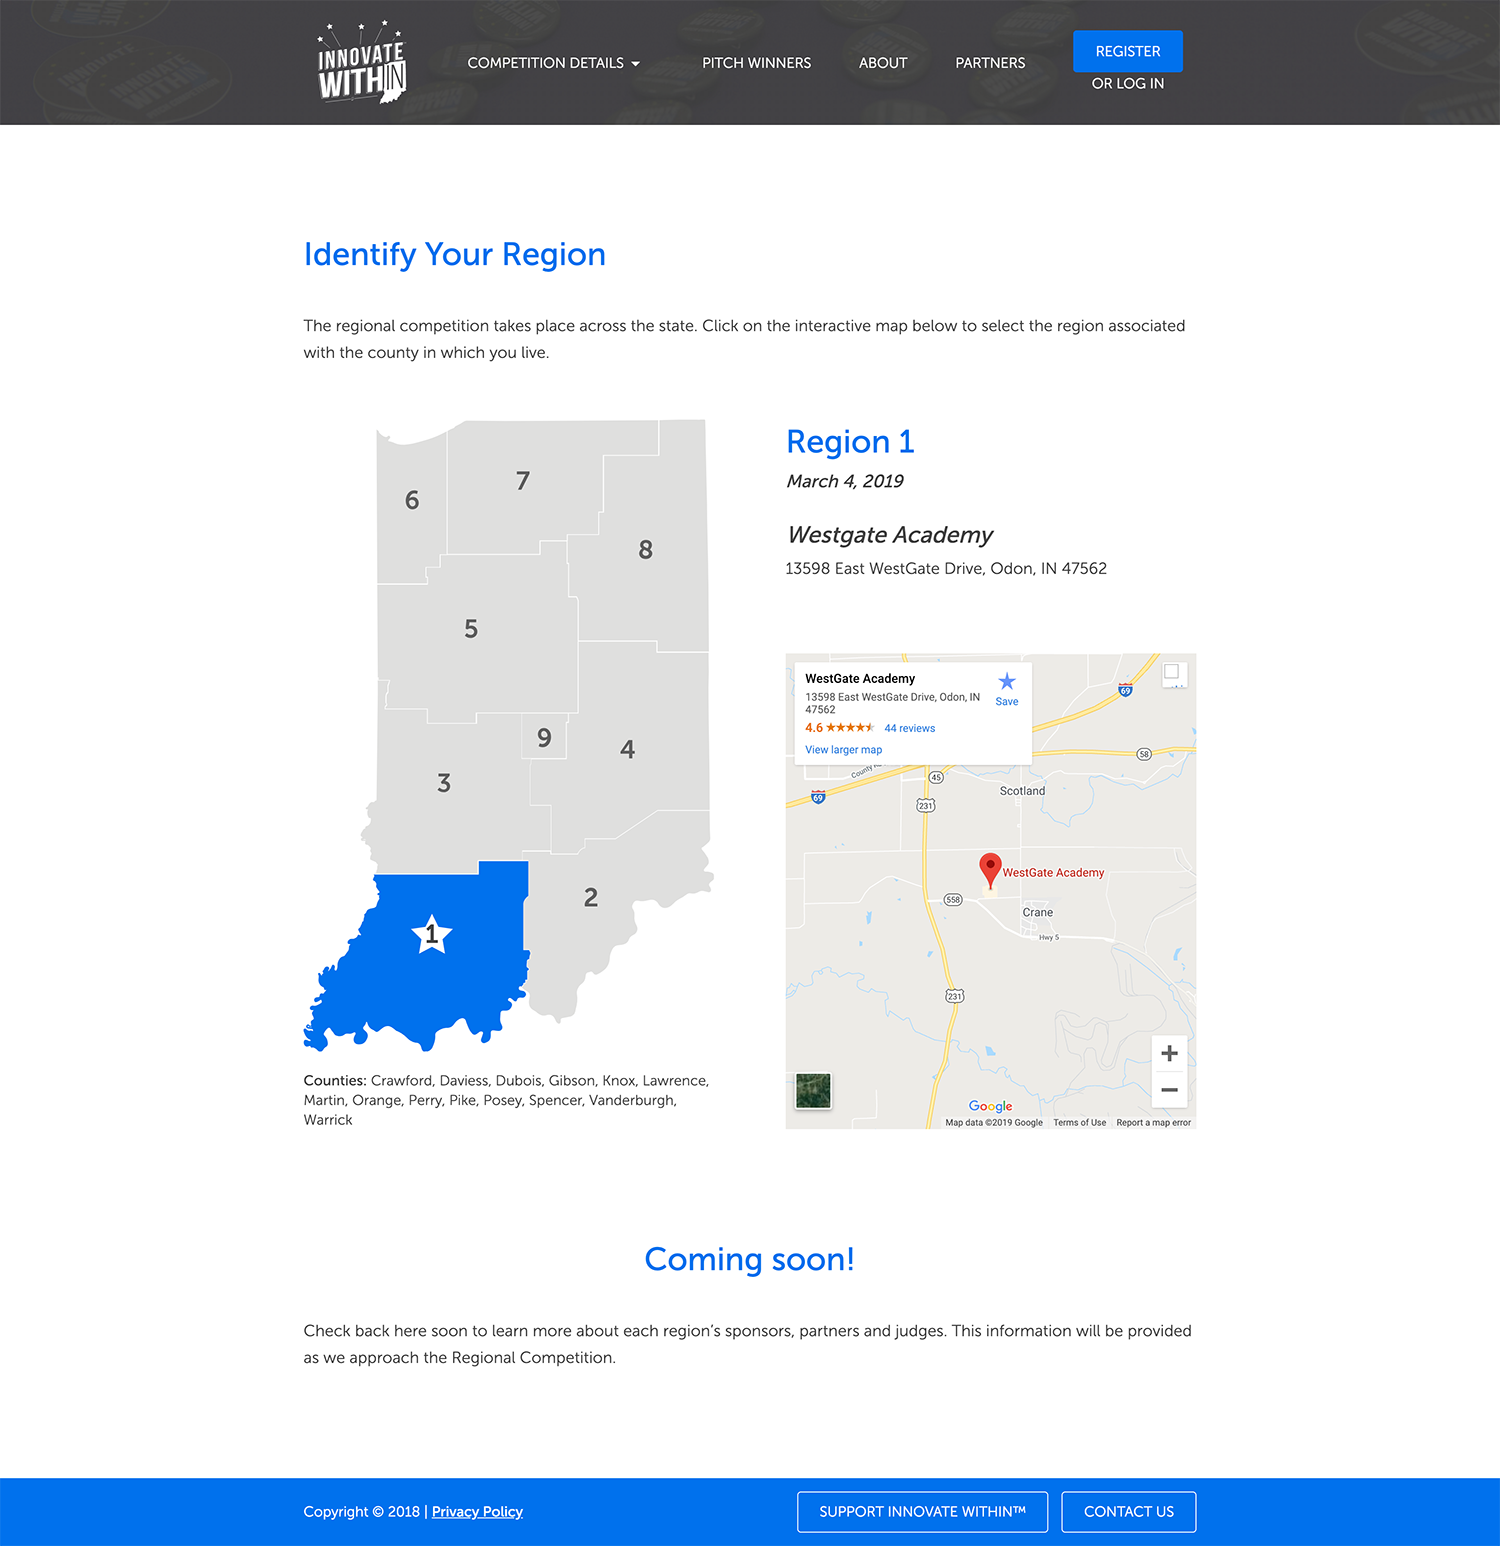 INNOVATE
WITHIN
COMPETITION DETAILS
PITCH WINNERS
ABOUT
PARTNERS
REGISTER
OR LOG IN
Identify Your Region
The regional competition takes place across the state. Click on the interactive map below to select the region associated
with the county in which you live.
6
7
8
5
9
4
3
2
1
Counties: Crawford, Daviess, Dubois, Gibson, Knox, Lawrence,
Martin, Orange, Perry, Pike, Posey, Spencer, Vanderburgh,
Warrick
Region 1
March 4, 2019
Westgate Academy
13598 East WestGate Drive, Odon, IN 47562
WestGate Academy
13598 East WestGate Drive, Odon, IN
47562
Save
4.6
44 reviews
View larger map
69
58
County
45
69
231
Scotland
WestGate Academy
558
Crane
Hwy 5
231
Google
Map data ©2019 Google
Terms of Use
Report a map error
Coming soon!
Check back here soon to learn more about each region's sponsors, partners and judges. This information will be provided
as we approach the Regional Competition.
Copyright © 2018 | Privacy Policy
SUPPORT INNOVATE WITHIN™
CONTACT US